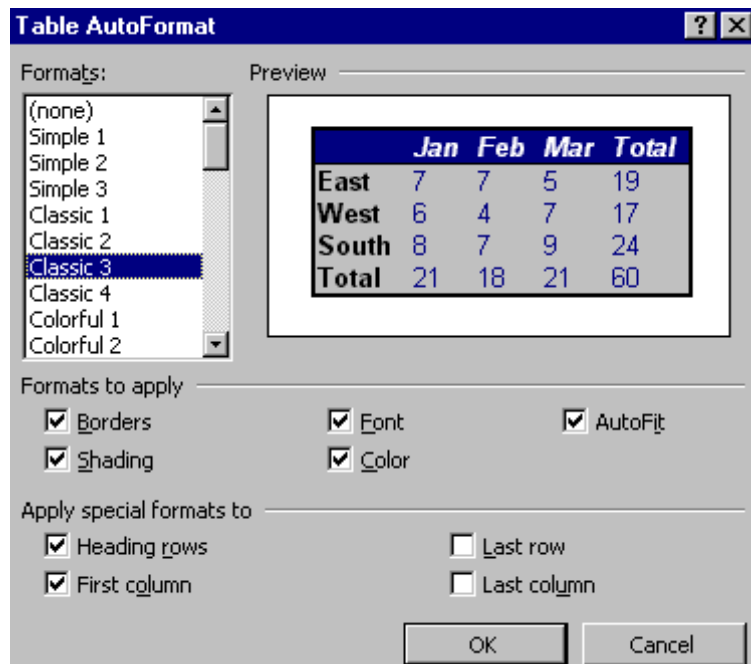 Table AutoFormat
Formats:
(none)
Simple 1
Simple 2
Simple 3
Classic 1
Classic 2
Classic 3
Classic 4
Colorful 1
Colorful 2
Preview
Jan Feb Mar Total
East 7 7 5 19
West 6 4 7 17
South 8 7 9 24
Total 21 18 21 60
Formats to apply
Borders Font AutoFit
Shading Color
Apply special formats to
Heading rows Last row
First column Last column
OK Cancel